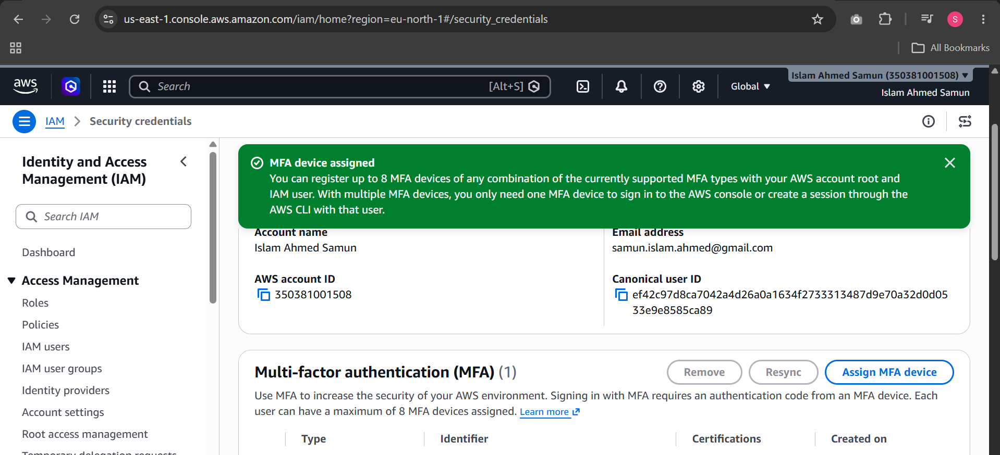 us-east-1.console.aws.amazon.com/iam/home?region=eu-north-1#/security_credentials
S
All Bookmarks
aws
Search
[Alt+S]
Global
Islam Ahmed Samun (350381001508)
Islam Ahmed Samun
IAM
Security credentials
Identity and Access
Management (IAM)
Search IAM
Dashboard
Access Management
Roles
Policies
IAM users
IAM user groups
Identity providers
Account settings
Root access management
Temporary delegation requests
MFA device assigned
You can register up to 8 MFA devices of any combination of the currently supported MFA types with your AWS account root and
IAM user. With multiple MFA devices, you only need one MFA device to sign in to the AWS console or create a session through the
AWS CLI with that user.
Account name
Islam Ahmed Samun
Email address
samun.islam.ahmed@gmail.com
AWS account ID
350381001508
Canonical user ID
ef42c97d8ca7042a4d26a0a1634f2733313487d9e70a32d0d05
33e9e8585ca89
Multi-factor authentication (MFA) (1)
Remove
Resync
Assign MFA device
Use MFA to increase the security of your AWS environment. Signing in with MFA requires an authentication code from an MFA device. Each
user can have a maximum of 8 MFA devices assigned. Learn more
Type
Identifier
Certifications
Created on